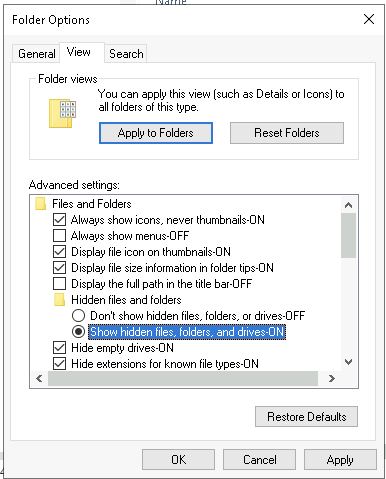 Name
Folder Options
General
View
Search
Folder views
You can apply this view (such as Details or Icons) to
all folders of this type.
Apply to Folders
Reset Folders
Advanced settings:
Files and Folders
Always show icons, never thumbnails-ON
Always show menus-OFF
Display file icon on thumbnails-ON
Display file size information in folder tips-ON
Display the full path in the title bar-OFF
Hidden files and folders
Don't show hidden files, folders, or drives-OFF
Show hidden files, folders, and drives-ON
Hide empty drives-ON
Hide extensions for known file types-ON
Restore Defaults
OK
Cancel
Apply